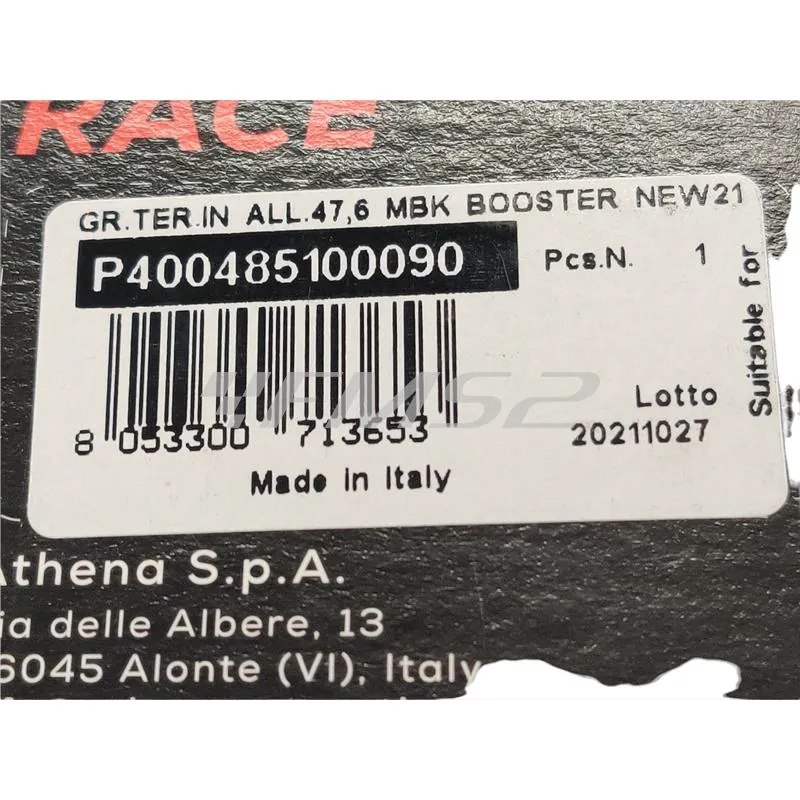 RACE
GR.TER.IN ALL.47,6 MBK BOOSTER NEW21
P400485100090
Pcs.N. 1
Suitable for
4FMS2
8 053300 713653
Lotto
20211027
Made in Italy
Athena S.p.A.
ia delle Albere, 13
6045 Alonte (VI), Italy